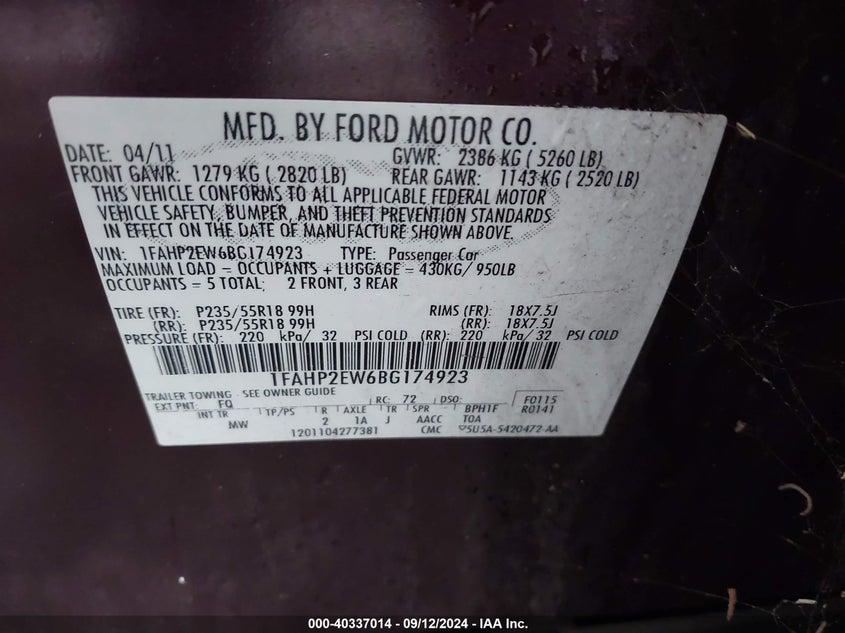 MFD. BY FORD MOTOR CO.
DATE: 04/11 GVWR: 2386 KG ( 5260 LB)
FRONT GAWR: 1279 KG ( 2820 LB) REAR GAWR: 1143 KG ( 2520 LB)
THIS VEHICLE CONFORMS TO ALL APPLICABLE FEDERAL MOTOR
VEHICLE SAFETY, BUMPER, AND THEFT PREVENTION STANDARDS
IN EFFECT ON THE DATE OF MANUFACTURE SHOWN ABOVE.
VIN: 1FAHP2EW6BG174923 TYPE: Passenger Car
MAXIMUM LOAD = OCCUPANTS + LUGGAGE = 430KG/ 950LB
OCCUPANTS = 5 TOTAL; 2 FRONT, 3 REAR
TIRE (FR): P235/55R18 99H RIMS (FR): 18X7.5J
(RR): P235/55R18 99H (RR): 18X7.5J
PRESSURE (FR): 220 kPa/ 32 PSI COLD (RR): 220 kPa/ 32 PSI COLD
1FAHP2EW6BG174923
TRAILER TOWING - SEE OWNER GUIDE
EXT PNT: FQ RC: 72 DSO: F0115
R0141
INT TR TP/PS R AXLE TR SPR BPH1F
MW 2 1A J AACC TOA
1201104277381 CMC 5U5A-5420472-AA
000-40337014 - 09/12/2024 - IAA Inc.